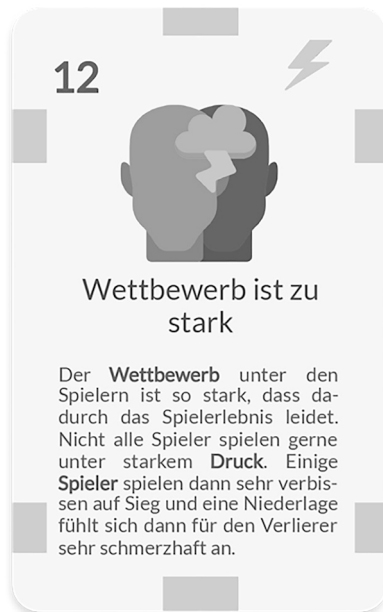 12
Wettbewerb ist zu
stark
Der Wettbewerb unter den
Spielern ist so stark, dass da-
durch das Spielerlebnis leidet.
Nicht alle Spieler spielen gerne
unter starkem Druck. Einige
Spieler spielen dann sehr verbis-
sen auf Sieg und eine Niederlage
fühlt sich dann für den Verlierer
sehr schmerzhaft an.